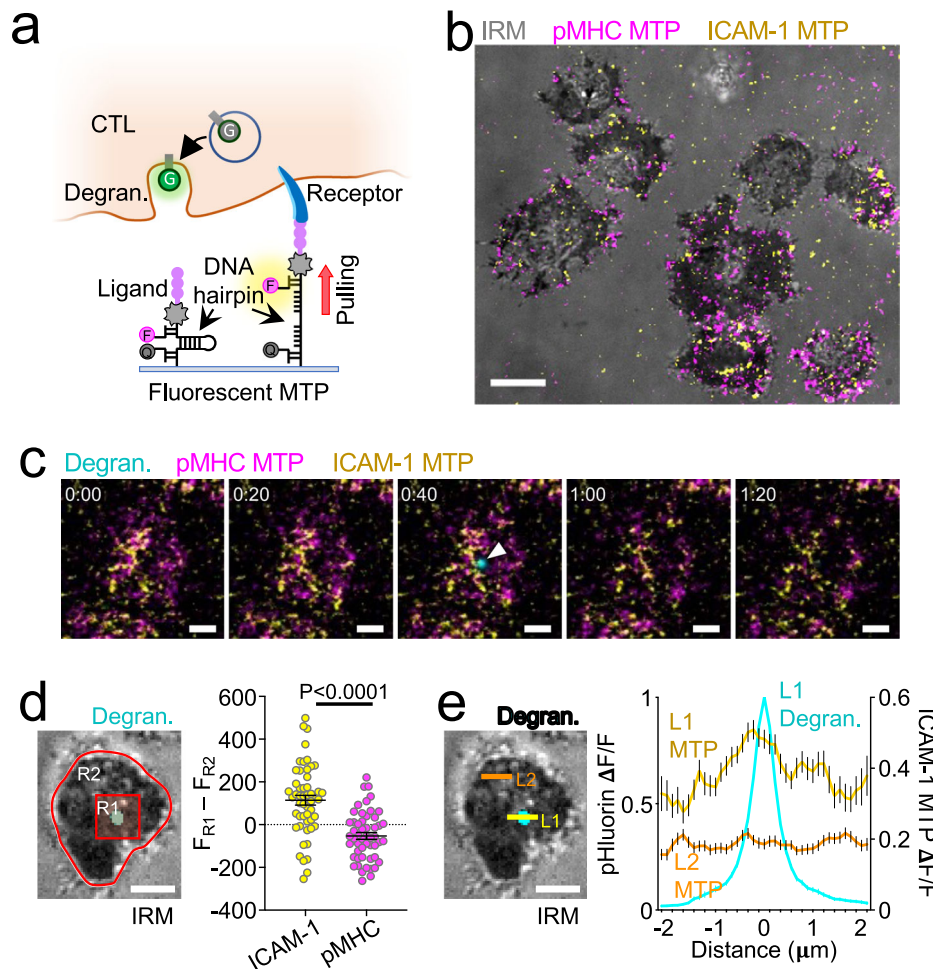 a
CTL
G
G
Degran.
Receptor
DNA
hairpin
Ligand
F
F
Q
Q
Pulling
Fluorescent MTP
b
IRM pMHC MTP ICAM-1 MTP
c
Degran. pMHC MTP ICAM-1 MTP
0:00 0:20 0:40 1:00 1:20
d
Degran.
R2
R1
IRM
P<0.0001
600
400
200
0
-200
-400
FR1 – FR2
ICAM-1 pMHC
e
Degran.
L2
L1
IRM
1
0.5
0
pHluorin ΔF/F
L1
MTP
L1
Degran.
L2
MTP
0.6
0.4
0.2
0
ICAM-1 MTP ΔF/F
-2 -1 0 1 2
Distance (μm)